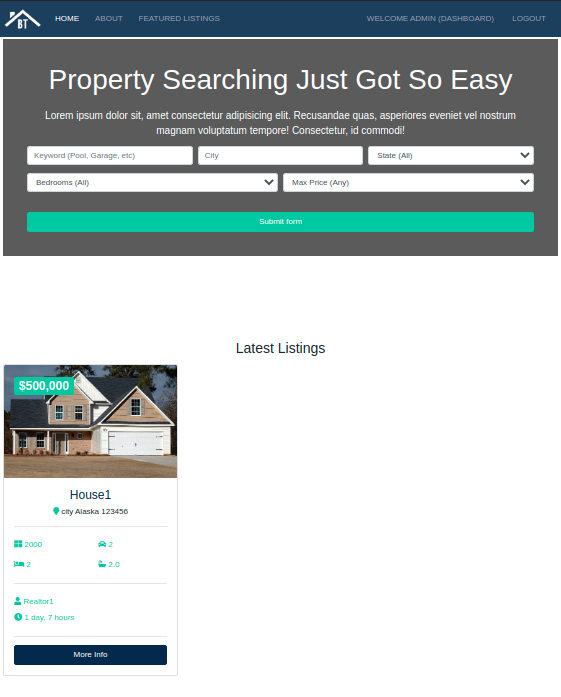 BT
HOME ABOUT FEATURED LISTINGS WELCOME ADMIN (DASHBOARD) LOGOUT
Property Searching Just Got So Easy
Lorem ipsum dolor sit, amet consectetur adipisicing elit. Recusandae quas, asperiores eveniet vel nostrum
magnam voluptatum tempore! Consectetur, id commodi!
Keyword (Pool, Garage, etc) City State (All)
Bedrooms (All) Max Price (Any)
Submit form
Latest Listings
$500,000
House1
city Alaska 123456
2000 2
2 2.0
Realtor1
1 day, 7 hours
More Info